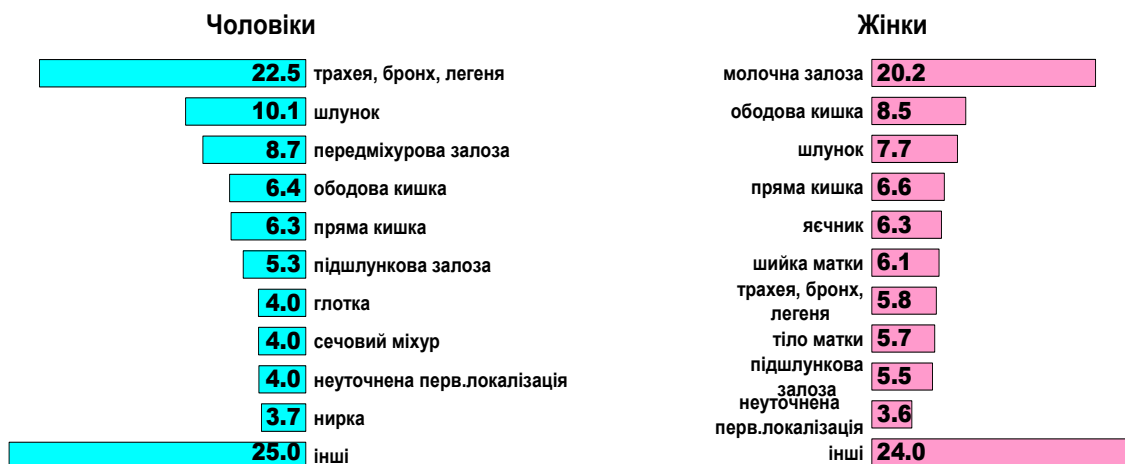 Чоловіки
22.5 трахея, бронх, легеня
10.1 шлунок
8.7 передміхурова залоза
6.4 ободова кишка
6.3 пряма кишка
5.3 підшлункова залоза
4.0 глотка
4.0 сечовий міхур
4.0 неуточнена перв.локалізація
3.7 нирка
25.0 інші
Жінки
молочна залоза 20.2
ободова кишка 8.5
шлунок 7.7
пряма кишка 6.6
яєчник 6.3
шийка матки 6.1
трахея, бронх,
легеня 5.8
тіло матки 5.7
підшлункова
залоза 5.5
неуточнена
перв.локалізація 3.6
інші 24.0